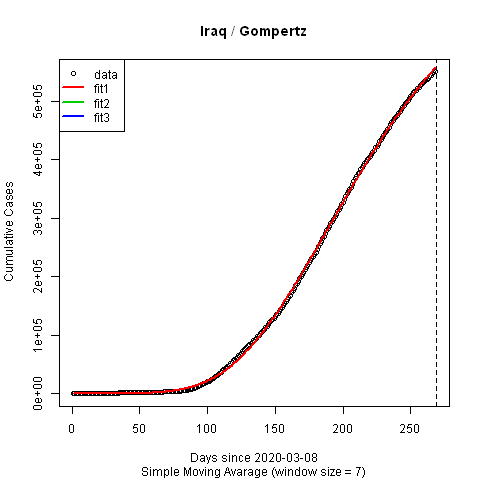 Iraq / Gompertz
data
fit1
fit2
fit3
Cumulative Cases
0e+00
1e+05
2e+05
3e+05
4e+05
5e+05
0
50
100
150
200
250
Days since 2020-03-08
Simple Moving Avarage (window size = 7)